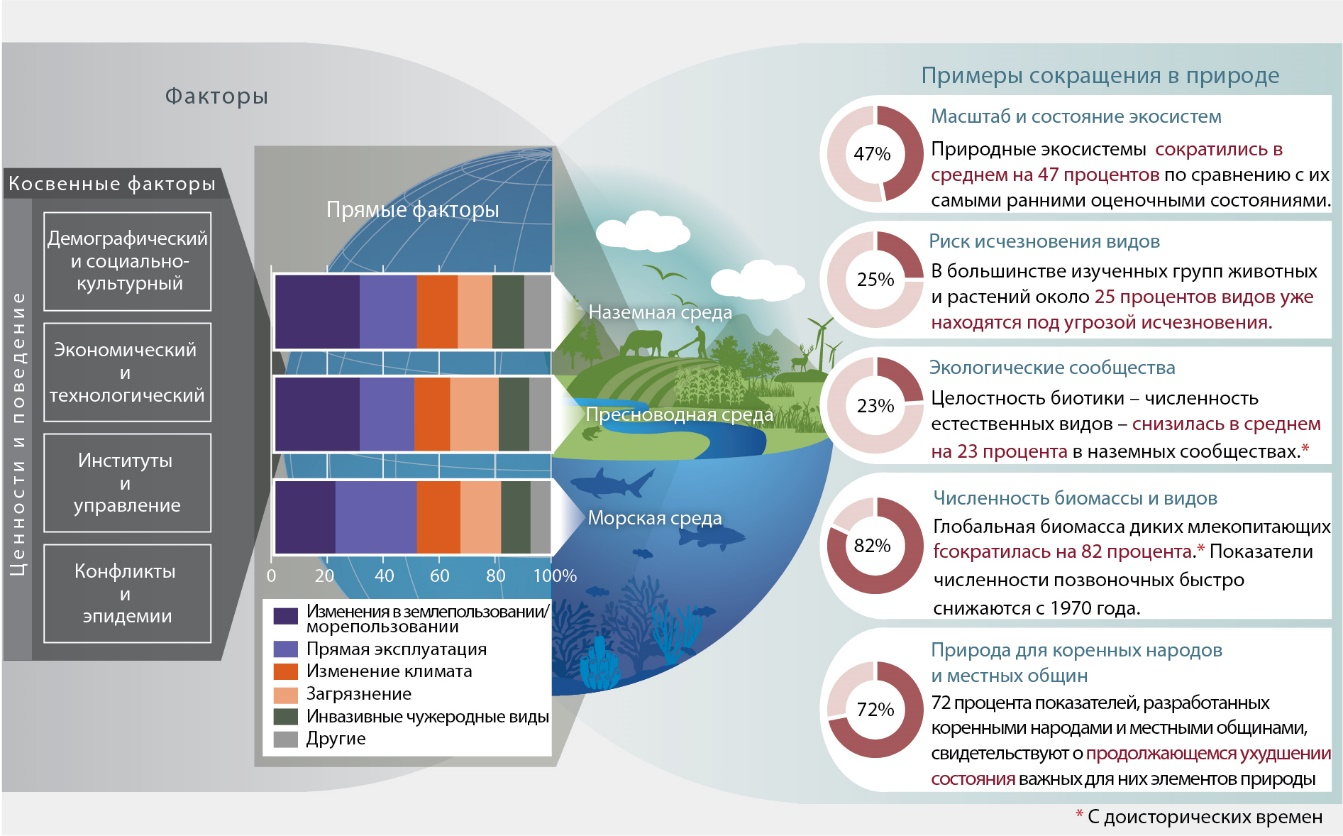 Факторы
Косвенные факторы
Ценности и поведение
Демографический
и социально-
культурный
Экономический
и
технологический
Институты
и
управление
Конфликты
и
эпидемии
Прямые факторы
Наземная среда
Пресноводная среда
Морская среда
0 20 40 60 80 100%
Изменения в землепользовании/
морепользовании
Прямая эксплуатация
Изменение климата
Загрязнение
Инвазивные чужеродные виды
Другие
Примеры сокращения в природе
47%
Масштаб и состояние экосистем
Природные экосистемы сократились в
среднем на 47 процентов по сравнению с их
самыми ранними оценочными состояниями.
25%
Риск исчезновения видов
В большинстве изученных групп животных
и растений около 25 процентов видов уже
находятся под угрозой исчезновения.
23%
Экологические сообщества
Целостность биотики – численность
естественных видов – снизилась в среднем
на 23 процента в наземных сообществах.*
82%
Численность биомассы и видов
Глобальная биомасса диких млекопитающих
fсократилась на 82 процента.* Показатели
численности позвоночных быстро
снижаются с 1970 года.
72%
Природа для коренных народов
и местных общин
72 процента показателей, разработанных
коренными народами и местными общинами,
свидетельствуют о продолжающемся ухудшении
состояния важных для них элементов природы
* С доисторических времен